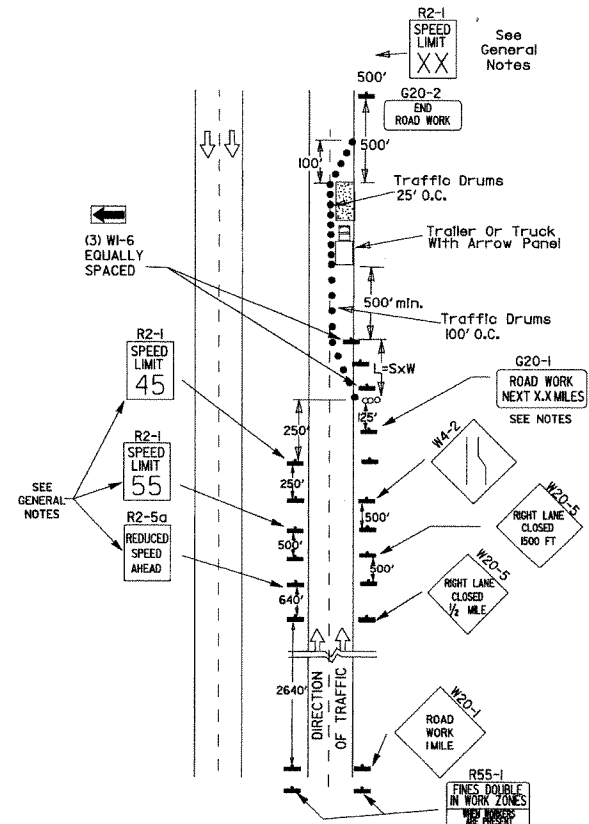 R2-1
SPEED
LIMIT
XX
See
General
Notes
500'
G20-2
END
ROAD WORK
500'
100'
Traffic Drums
25' O.C.
Trailer Or Truck
With Arrow Panel
(3) W1-6
EQUALLY
SPACED
500' min.
Traffic Drums
100' O.C.
R2-1
SPEED
LIMIT
45
L=SxW
G20-1
ROAD WORK
NEXT X.X MILES
SEE NOTES
125'
250'
W4-2
250'
R2-1
SPEED
LIMIT
55
SEE
GENERAL
NOTES
500'
W20-5
RIGHT LANE
CLOSED
1500 FT
R2-5a
REDUCED
SPEED
AHEAD
500'
500'
W20-5
RIGHT LANE
CLOSED
1/2 MILE
640'
2640'
DIRECTION
OF TRAFFIC
W20-1
ROAD
WORK
1 MILE
R55-1
FINES DOUBLE
IN WORK ZONES
WHEN WORKERS
ARE PRESENT